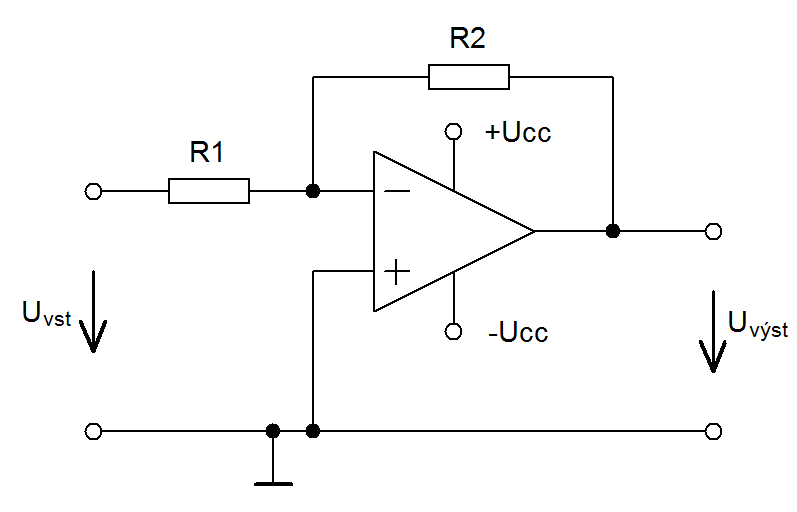 R2
+Ucc
R1
−
+
Uvst
-Ucc
Uvýst